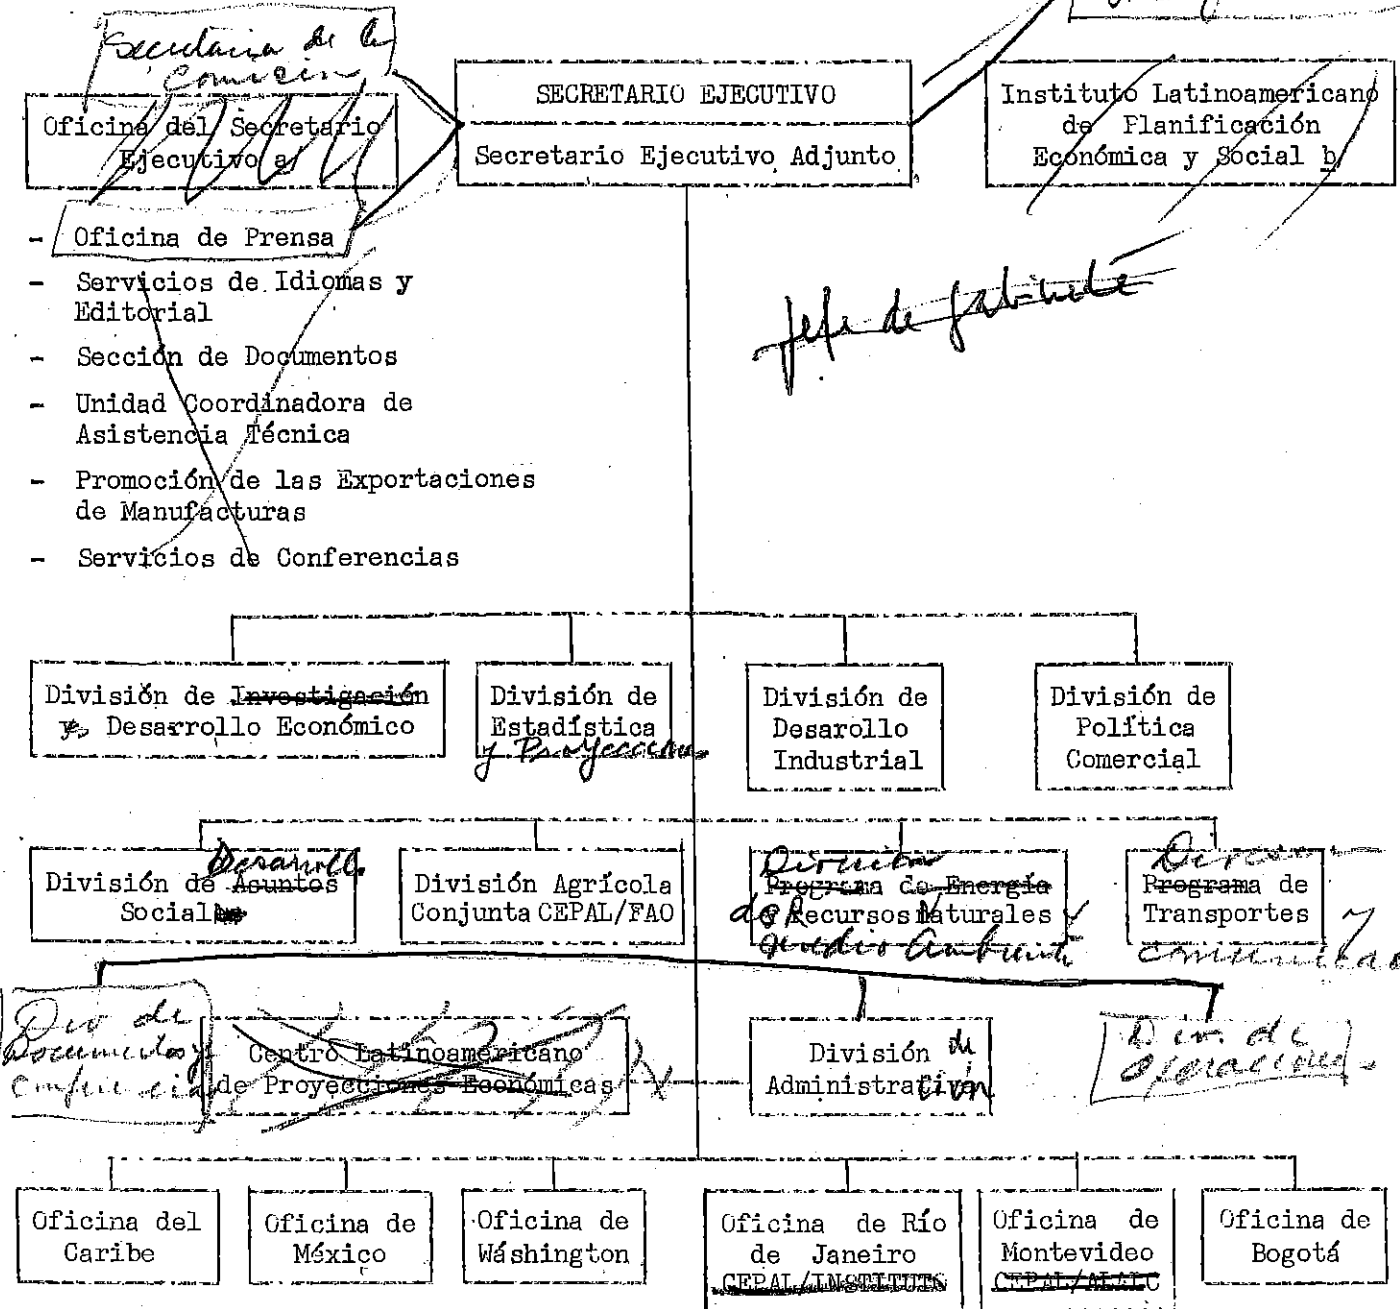 Secretaria de la
Comisión
SECRETARIO EJECUTIVO
Secretario Ejecutivo Adjunto
Oficina del Secretario
Ejecutivo a/
Instituto Latinoamericano
de Planificación
Económica y Social b/
- Oficina de Prensa
- Servicios de Idiomas y
Editorial
- Sección de Documentos
- Unidad Coordinadora de
Asistencia Técnica
- Promoción de las Exportaciones
de Manufacturas
- Servicios de Conferencias
Jefe de gabinete
División de Investigación
y Desarrollo Económico
División de
Estadística
y Proyecciones
División de
Desarollo
Industrial
División de
Política
Comercial
Desarrollo
División de Asuntos
Social
División Agrícola
Conjunta CEPAL/FAO
División
Programa de Energía
de Recursos Naturales y
medio Ambiente
División
Programa de
Transportes y
Div de
Documentos y
Centro Latinoamericano
de Proyecciones Económicas
División de
Administración
Div. de
Operaciones
Oficina del
Caribe
Oficina de
México
Oficina de
Wáshington
Oficina de Río
de Janeiro
CEPAL/INSTITUTO
Oficina de
Montevideo
CEPAL/ALALC
Oficina de
Bogotá